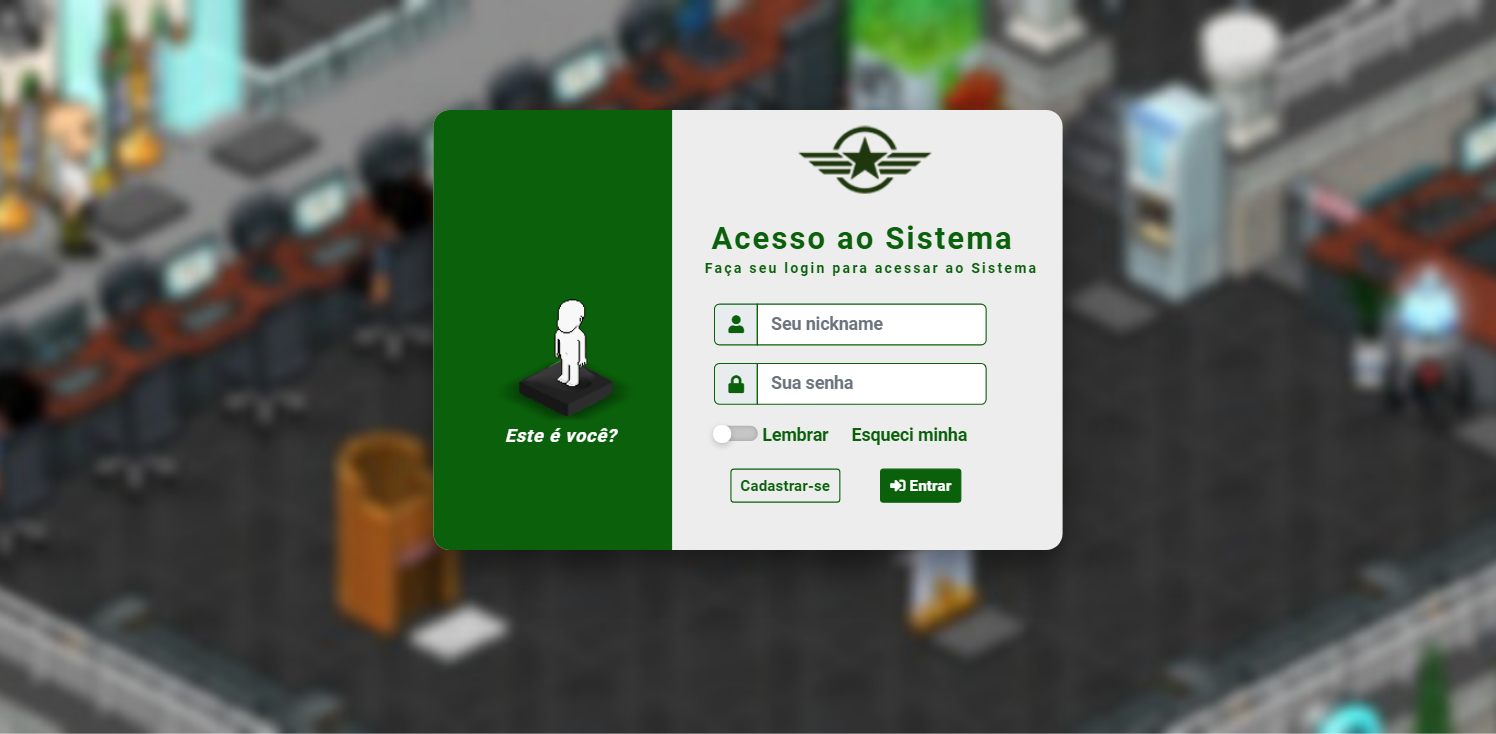 Acesso ao Sistema
Faça seu login para acessar ao Sistema
Seu nickname
Sua senha
Este é você?
Lembrar Esqueci minha
Cadastrar-se Entrar